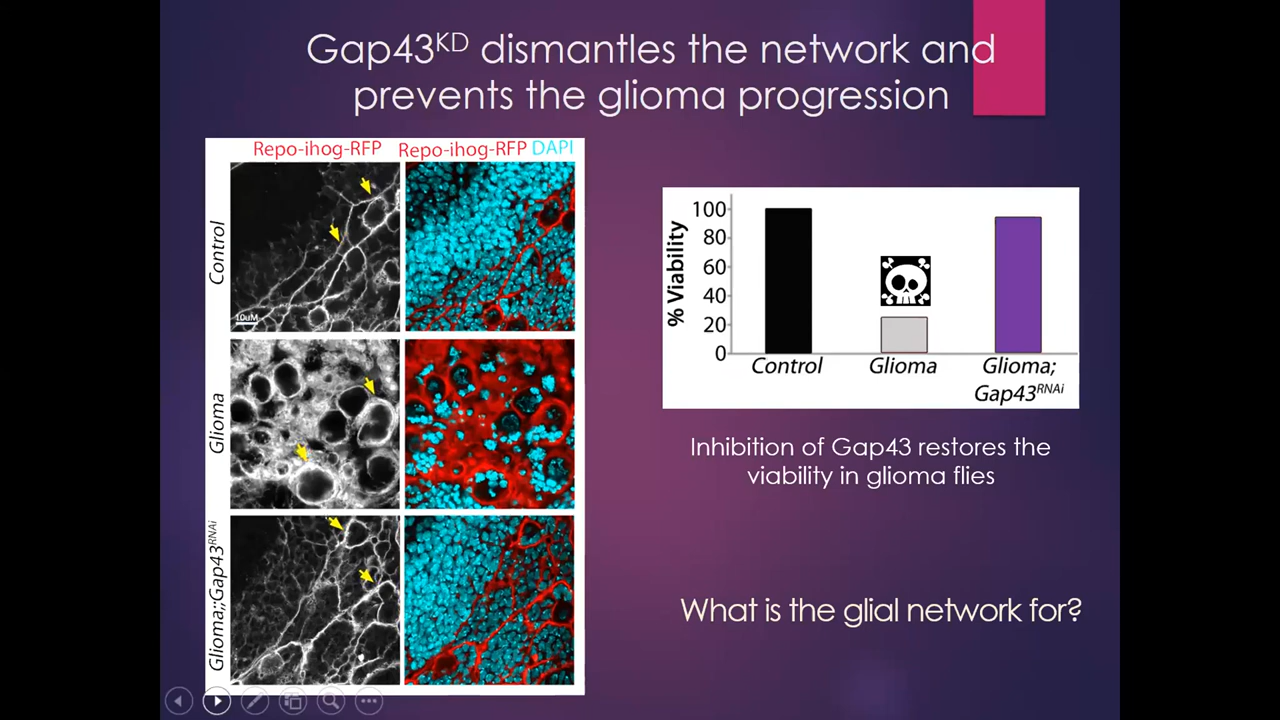 Gap43ᴷᴰ dismantles the network and
prevents the glioma progression
Repo-ihog-RFP
Repo-ihog-RFP DAPI
Control
10uM
Glioma
Glioma;;Gap43ᴿᴺᴬⁱ
% Viability
100
80
60
40
20
0
Control
Glioma
Glioma;
Gap43ᴿᴺᴬⁱ
Inhibition of Gap43 restores the
viability in glioma flies
What is the glial network for?